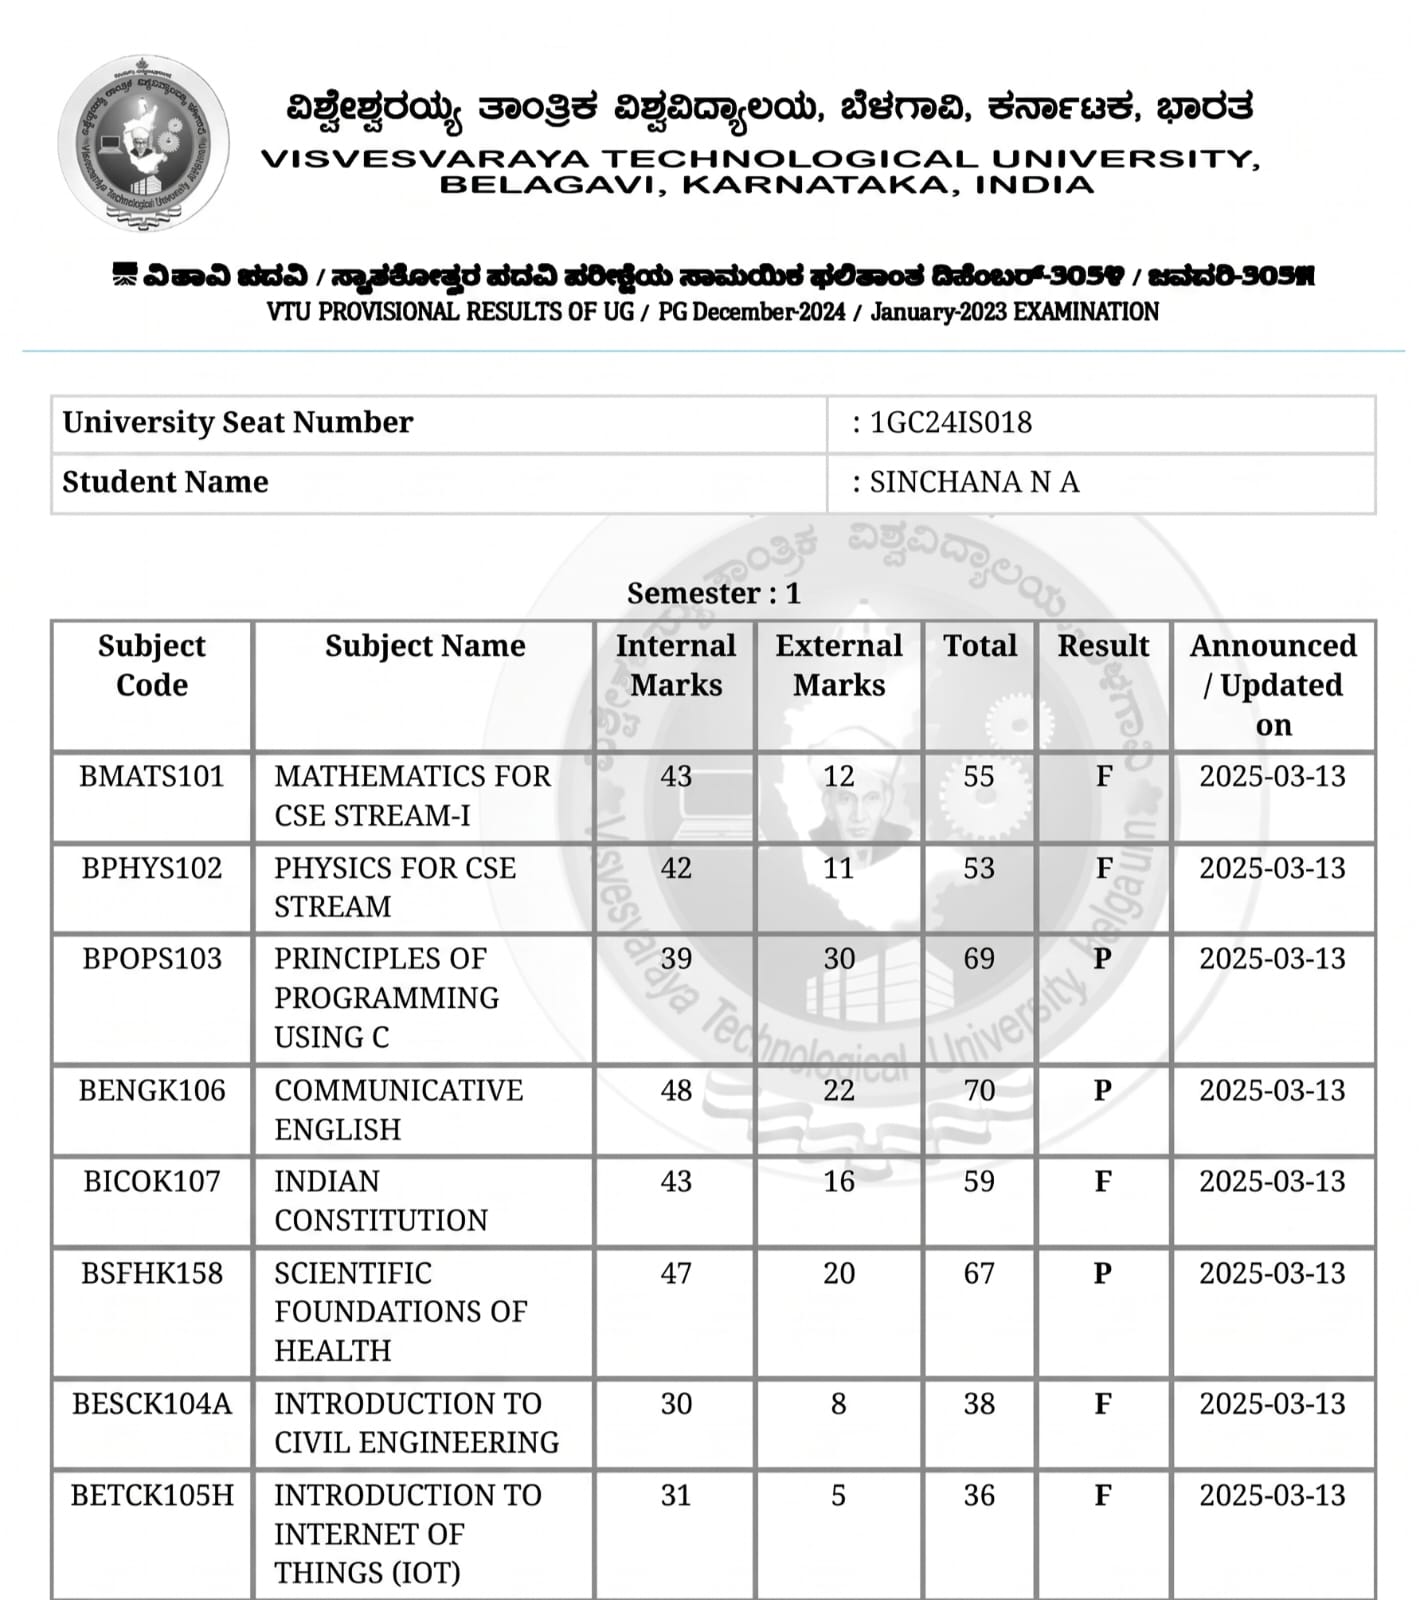 ವಿಶ್ವೇಶ್ವರಯ್ಯ ತಾಂತ್ರಿಕ ವಿಶ್ವವಿದ್ಯಾಲಯ, ಬೆಳಗಾವಿ, ಕರ್ನಾಟಕ, ಭಾರತ
VISVESVARAYA TECHNOLOGICAL UNIVERSITY,
BELAGAVI, KARNATAKA, INDIA
VTU PROVISIONAL RESULTS OF UG / PG December-2024 / January-2023 EXAMINATION
University Seat Number : 1GC24IS018
Student Name : SINCHANA N A
Semester : 1
Subject Code Subject Name Internal Marks External Marks Total Result Announced / Updated on
BMATS101 MATHEMATICS FOR CSE STREAM-I 43 12 55 F 2025-03-13
BPHYS102 PHYSICS FOR CSE STREAM 42 11 53 F 2025-03-13
BPOPS103 PRINCIPLES OF PROGRAMMING USING C 39 30 69 P 2025-03-13
BENGK106 COMMUNICATIVE ENGLISH 48 22 70 P 2025-03-13
BICOK107 INDIAN CONSTITUTION 43 16 59 F 2025-03-13
BSFHK158 SCIENTIFIC FOUNDATIONS OF HEALTH 47 20 67 P 2025-03-13
BESCK104A INTRODUCTION TO CIVIL ENGINEERING 30 8 38 F 2025-03-13
BETCK105H INTRODUCTION TO INTERNET OF THINGS (IOT) 31 5 36 F 2025-03-13